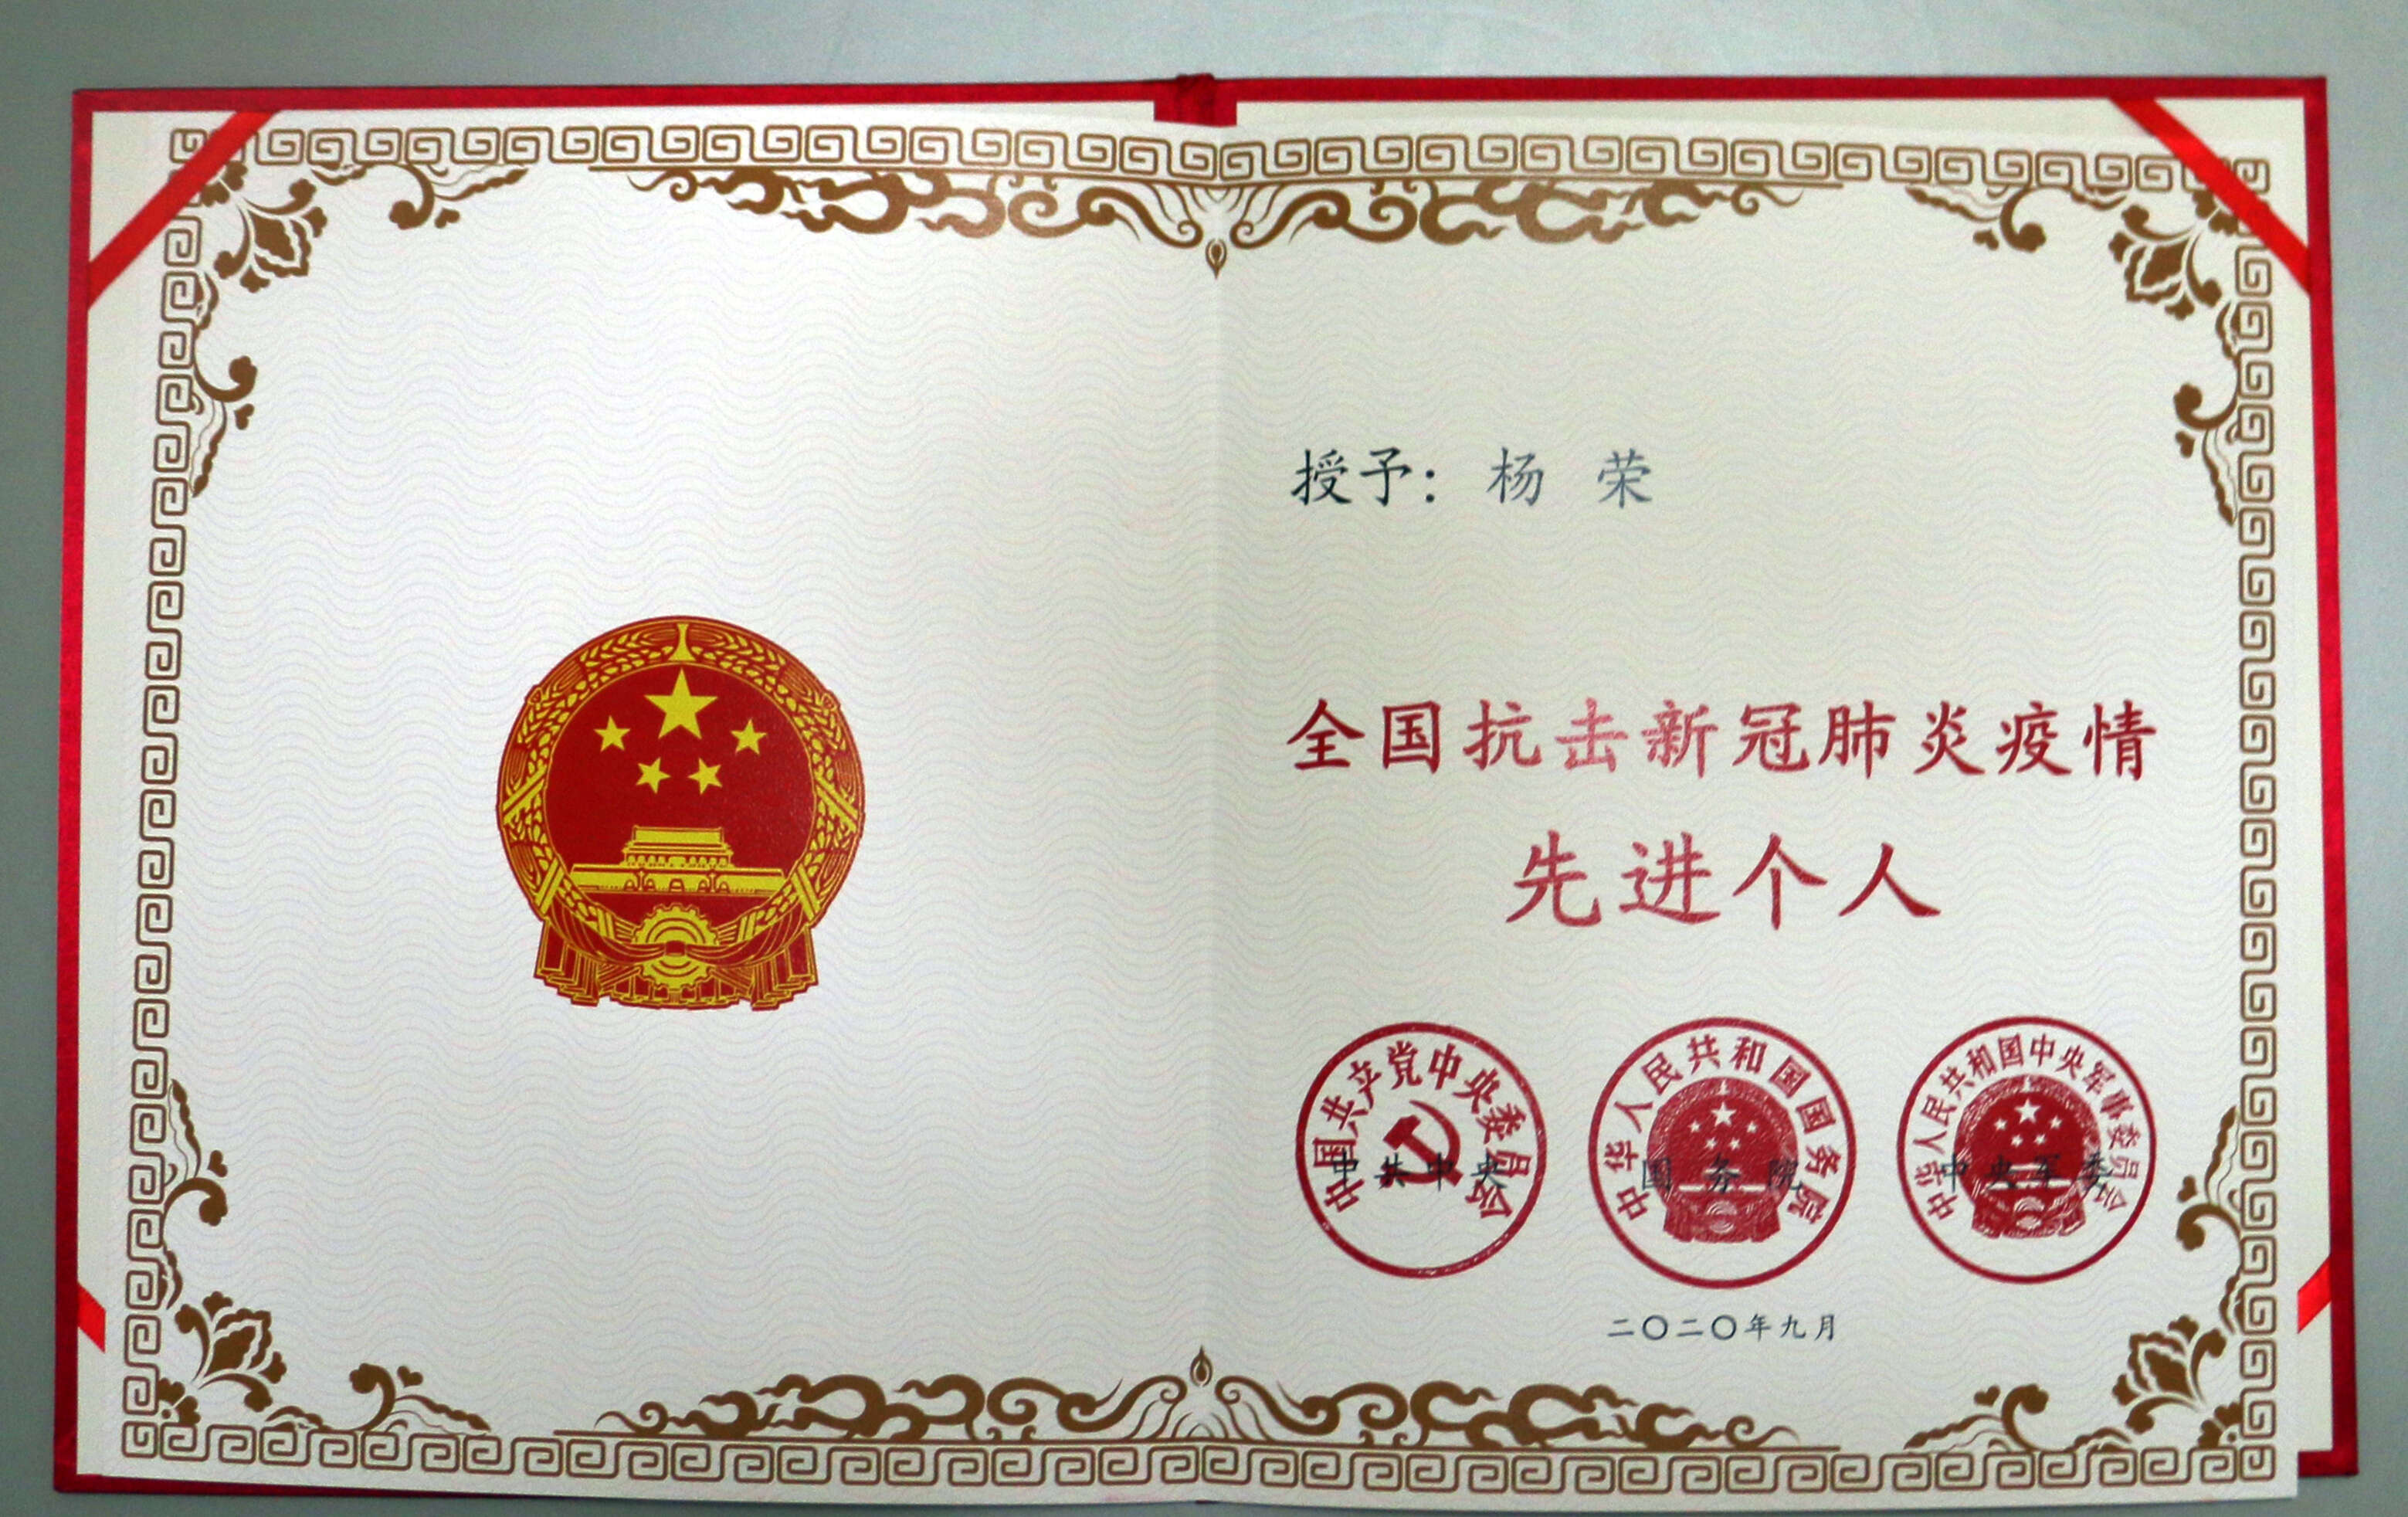 授予：杨 荣
全国抗击新冠肺炎疫情
先进个人
中国共产党中央委员会
中共中央
中华人民共和国国务院
国务院
中华人民共和国中央军事委员会
中央军委
二〇二〇年九月